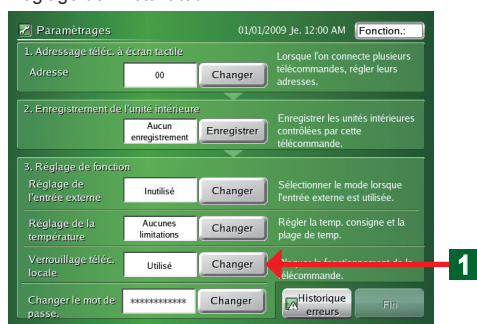 Paramètrages 01/01/2009 Je. 12:00 AM Fonction.:
1. Adressage téléc. à écran tactile
Adresse 00 Changer
Lorsque l'on connecte plusieurs
télécommandes, régler leurs
adresses.
2. Enregistrement de l'unité intérieure
Aucun
enregistrement Enregistrer
Enregistrer les unités intérieures
contrôlées par cette
télécommande.
3. Réglage de fonction
Réglage de
l'entrée externe Inutilisé Changer
Sélectionner le mode lorsque
l'entrée externe est utilisée.
Réglage de la
température Aucunes
limitations Changer
Régler la temp. consigne et la
plage de temp.
Verrouillage téléc.
locale Utilisé Changer
télécommande.
1
Changer le mot de
passe. ************ Changer
Historique
erreurs
Fin